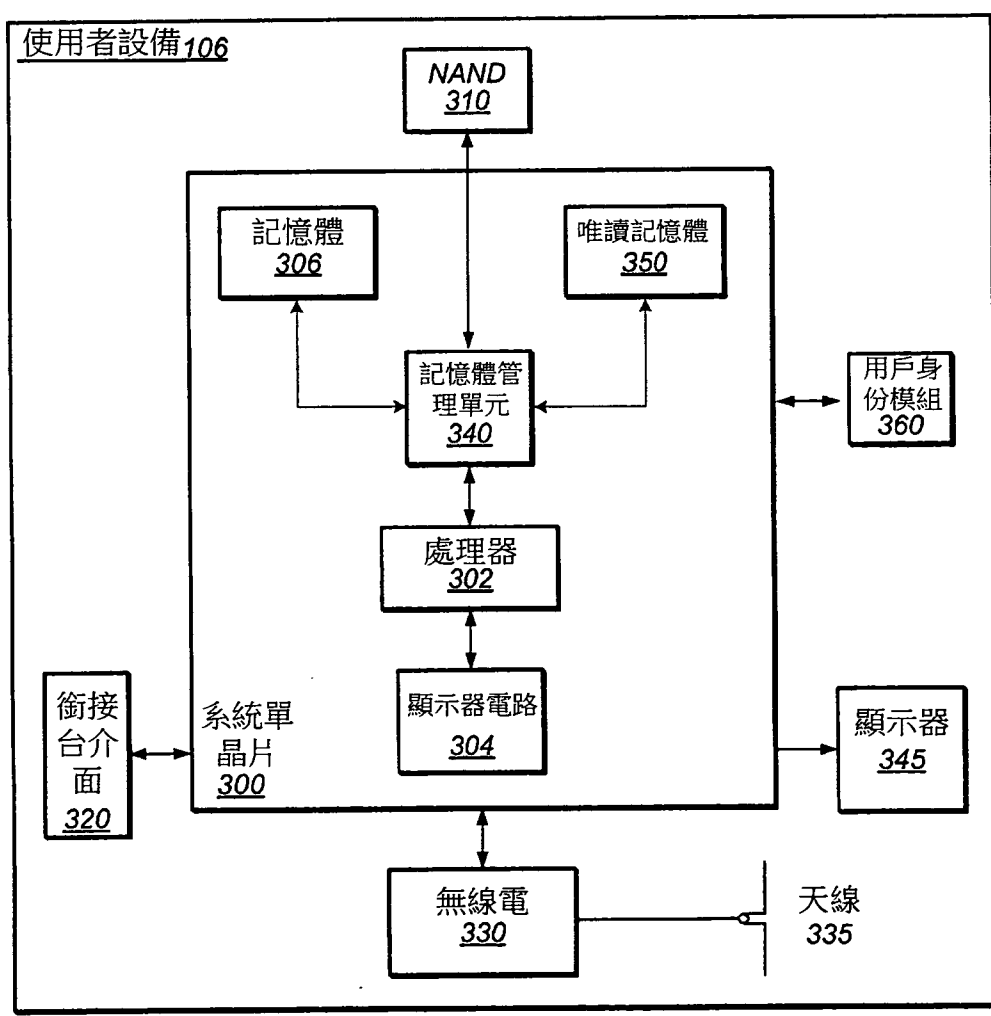 使用者設備106
NAND
310
記憶體
306
唯讀記憶體
350
記憶體管
理單元
340
用戶身
份模組
360
處理器
302
顯示器電路
304
銜接
台介
面
320
系統單
晶片
300
顯示器
345
無線電
330
天線
335